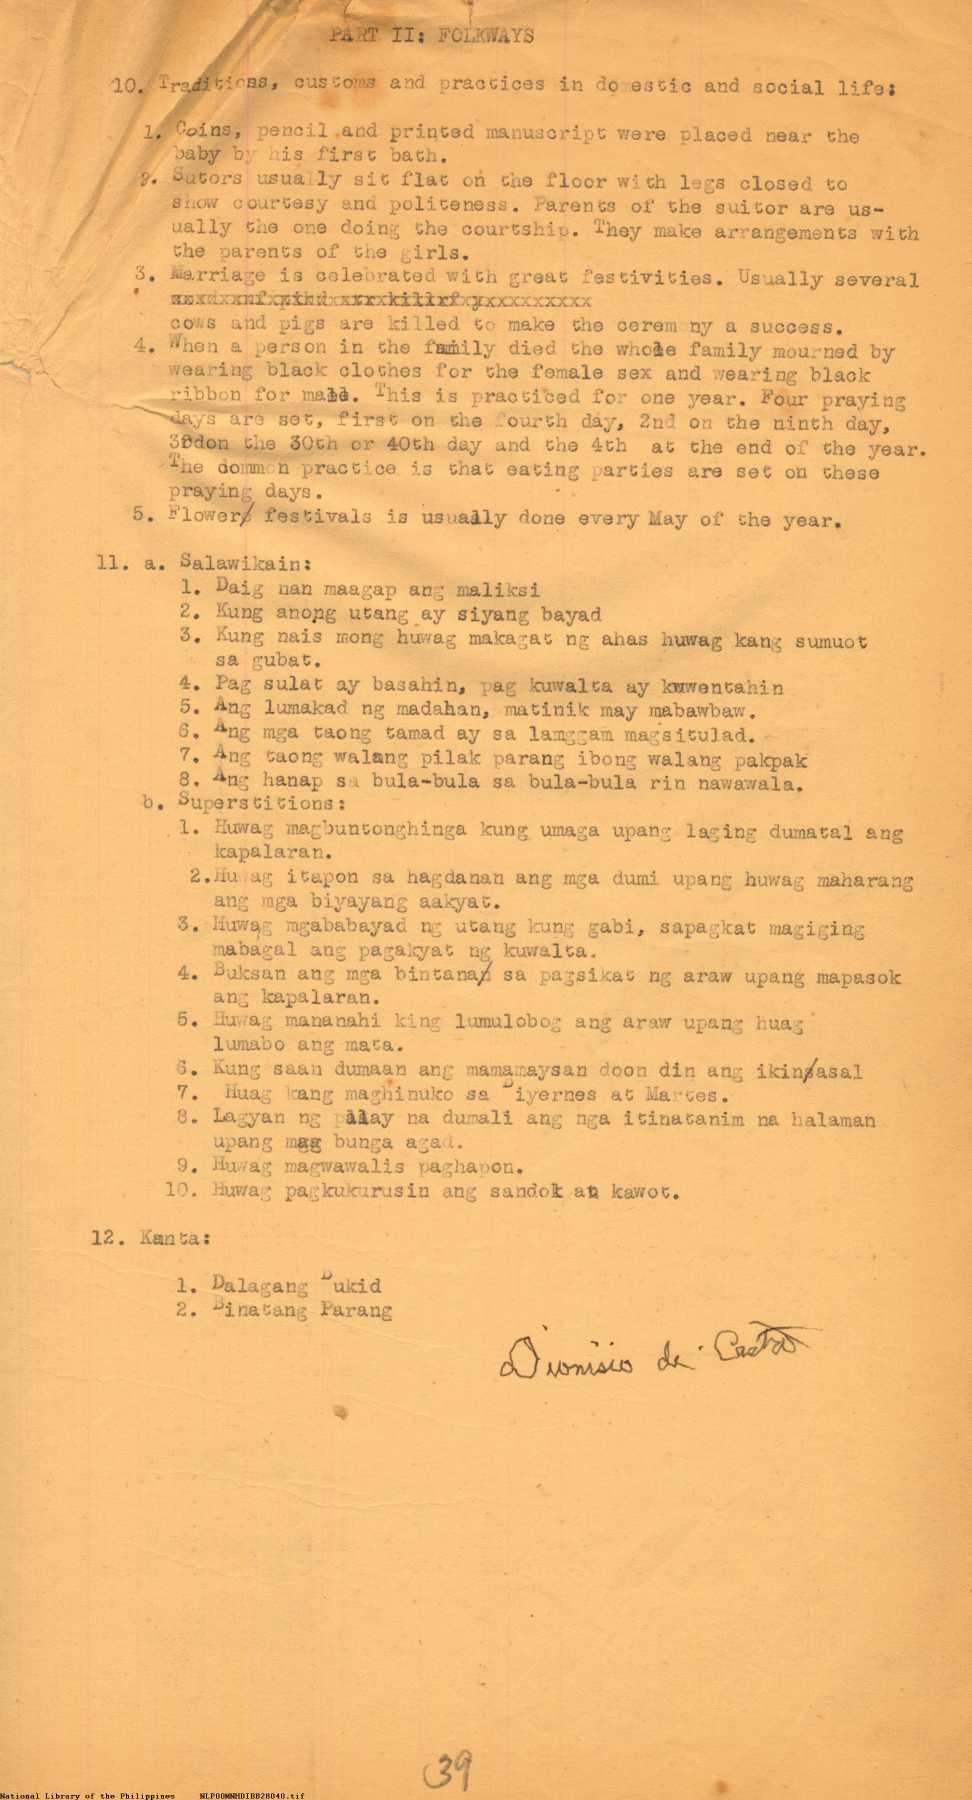 PART II: FOLKWAYS
10. Traditions, customs and practices in domestic and social life:
1. Coins, pencil and printed manuscript were placed near the
baby by his first bath.
2. Sutors usually sit flat on the floor with legs closed to
show courtesy and politeness. Parents of the suitor are us-
ually the one doing the courtship. They make arrangements with
the parents of the girls.
3. Marriage is celebrated with great festivities. Usually several
cows and pigs are killed to make the ceremony a success.
4. When a person in the family died the whole family mourned by
wearing black clothes for the female sex and wearing black
ribbon for male. This is practiced for one year. Four praying
days are set, first on the fourth day, 2nd on the ninth day,
3rdon the 30th or 40th day and the 4th at the end of the year.
The common practice is that eating parties are set on these
praying days.
5. Flower festivals is usually done every May of the year.
11. a. Salawikain:
1. Daig nan maagap ang maliksi
2. Kung anong utang ay siyang bayad
3. Kung nais mong huwag makagat ng ahas huwag kang sumuot
sa gubat.
4. Pag sulat ay basahin, pag kuwalta ay kuwentahin
5. Ang lumakad ng madahan, matinik may mabawbaw.
6. Ang mga taong tamad ay sa langgam magsitulad.
7. Ang taong walang pilak parang ibong walang pakpak
8. Ang hanap sa bula-bula sa bula-bula rin nawawala.
b. Superstitions:
1. Huwag magbuntonghinga kung umaga upang laging dumatal ang
kapalaran.
2.Huwag itapon sa hagdanan ang mga dumi upang huwag maharang
ang mga biyayang aakyat.
3. Huwag mgababayad ng utang kung gabi, sapagkat magiging
mabagal ang pagakyat ng kuwalta.
4. Buksan ang mga bintana sa pagsikat ng araw upang mapasok
ang kapalaran.
5. Huwag mananahi king lumulobog ang araw upang huag
lumabo ang mata.
6. Kung saan dumaan ang mamamaysan doon din ang ikinasal
7. Huag kang maghinuko sa Biyernes at Martes.
8. Lagyan ng palay na dumali ang nga itinatanim na halaman
upang mag bunga agad.
9. Huwag magwawalis paghapon.
10. Huwag pagkukurusin ang sandok at kawot.
12. Kanta:
1. Dalagang Bukid
2. Binatang Parang
Dionisio de Castro
39
National Library of the Philippines NLPOOMNHDIBB28040.tif